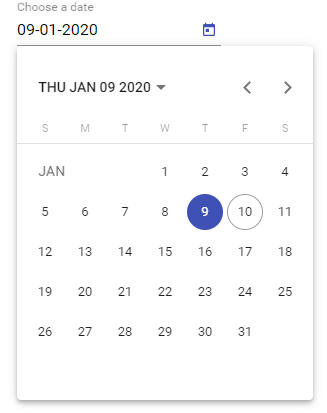 Choose a date
09-01-2020
THU JAN 09 2020
S M T W T F S
JAN 1 2 3 4
5 6 7 8 9 10 11
12 13 14 15 16 17 18
19 20 21 22 23 24 25
26 27 28 29 30 31